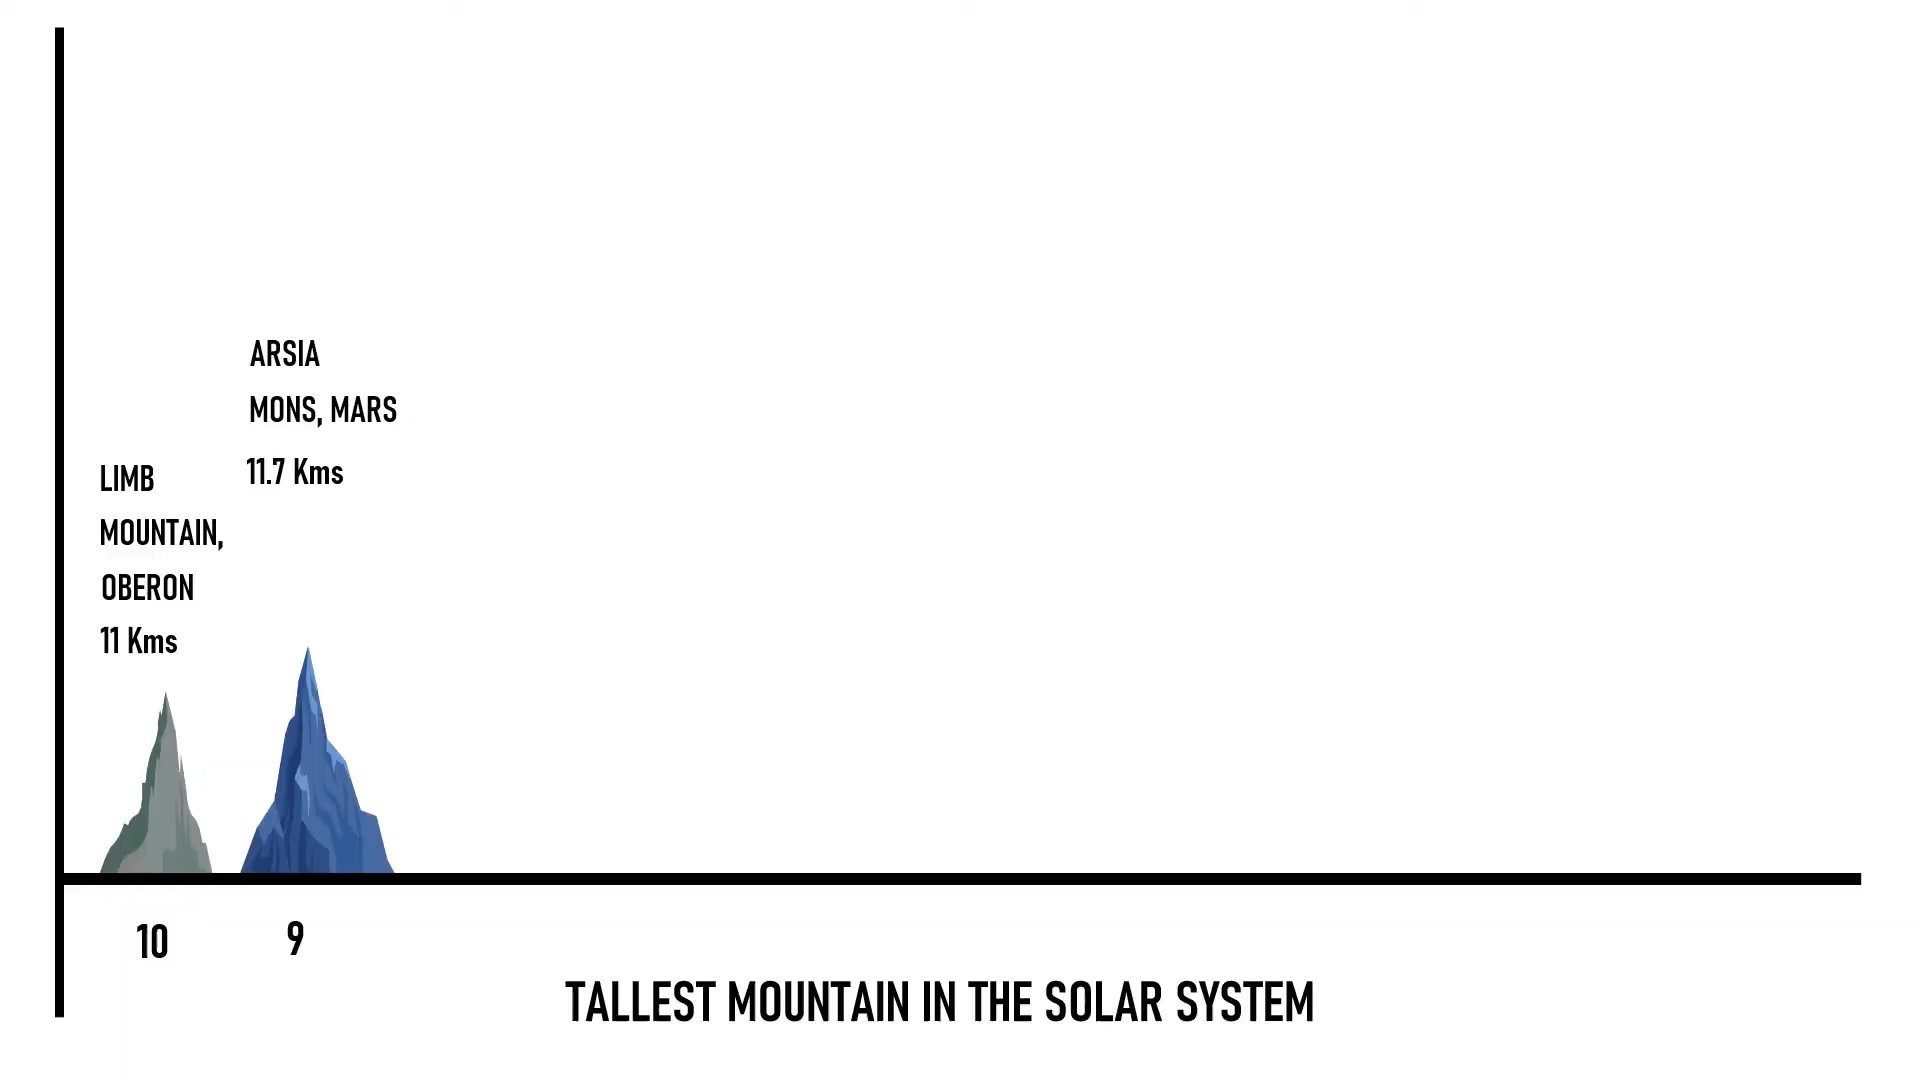 ARSIA
MONS, MARS
11.7 Kms
LIMB
MOUNTAIN,
OBERON
11 Kms
10
9
TALLEST MOUNTAIN IN THE SOLAR SYSTEM